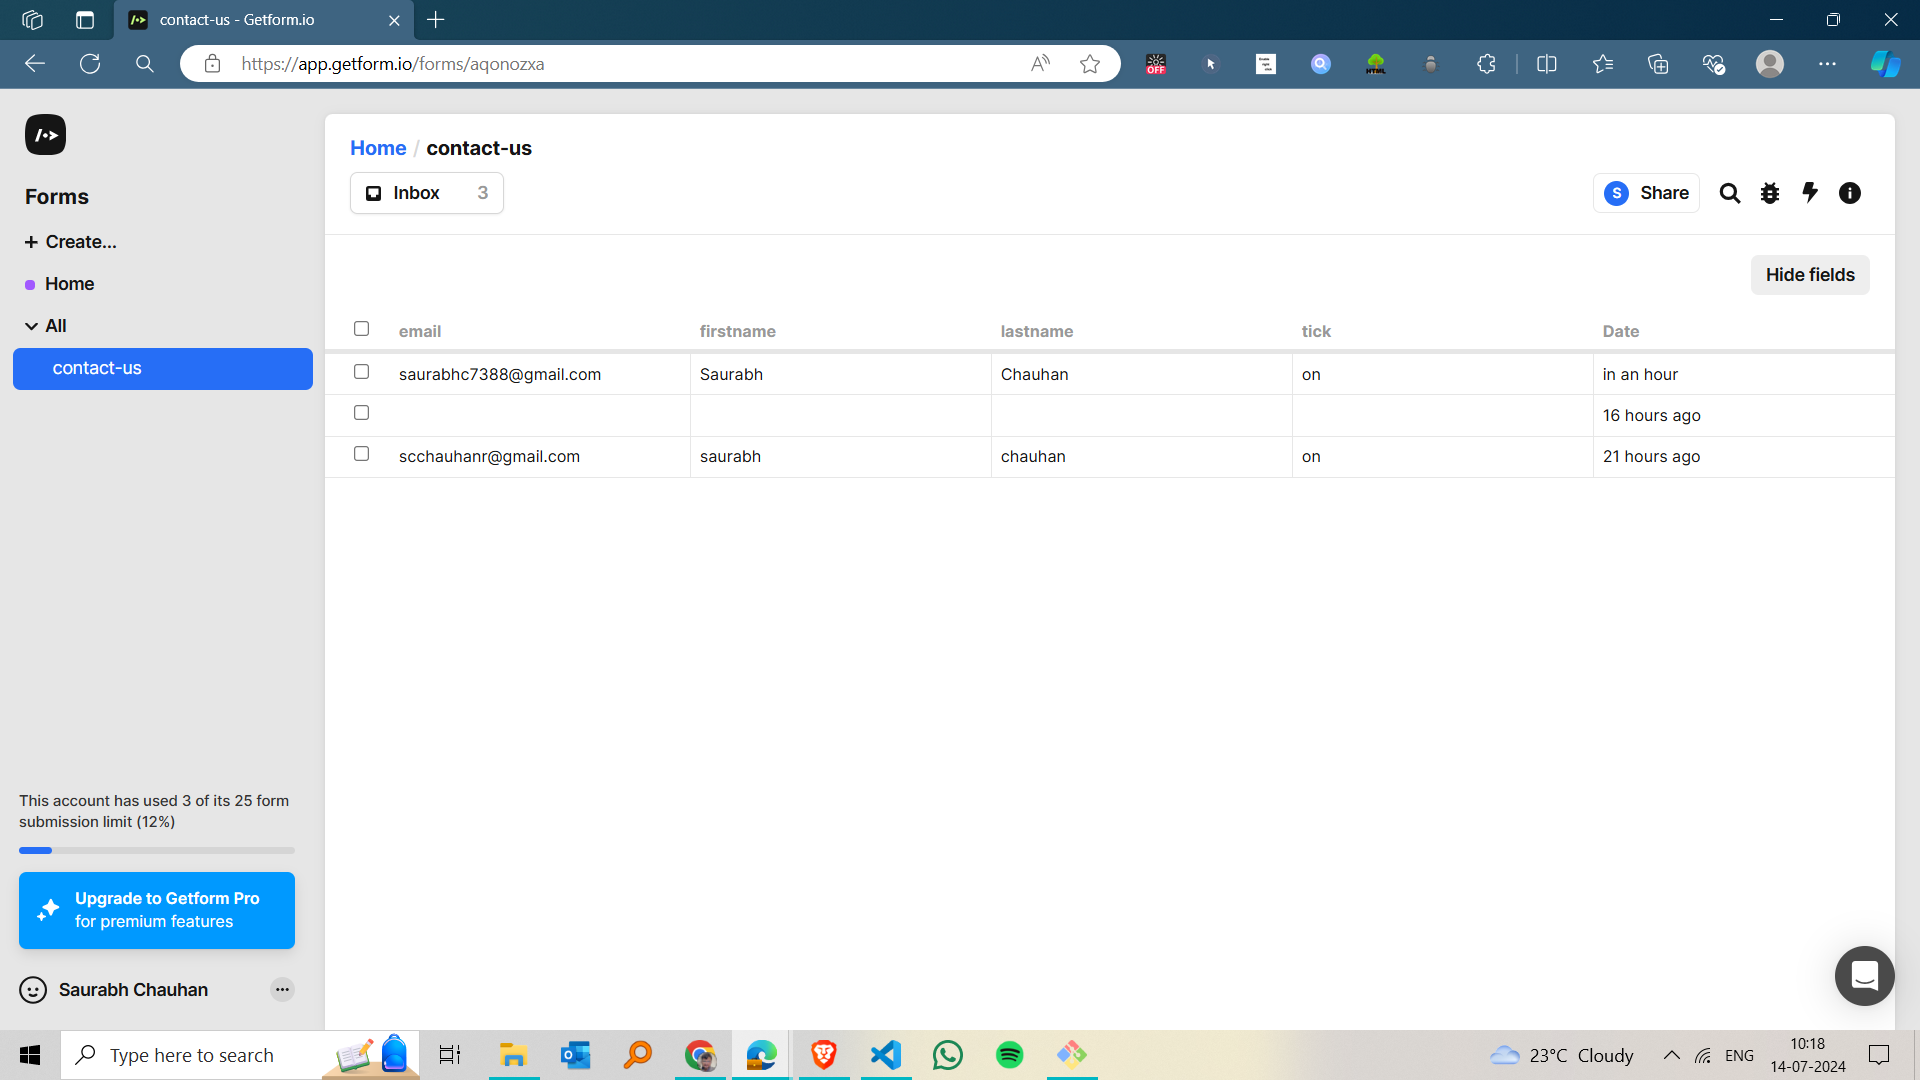 contact-us - Getform.io
https://app.getform.io/forms/aqonozxa
OFF
HTML
Forms
+ Create...
Home
All
contact-us
This account has used 3 of its 25 form
submission limit (12%)
Upgrade to Getform Pro
for premium features
Saurabh Chauhan
Home / contact-us
Inbox 3
S Share
Hide fields
email firstname lastname tick Date
saurabhc7388@gmail.com Saurabh Chauhan on in an hour
16 hours ago
scchauhanr@gmail.com saurabh chauhan on 21 hours ago
Type here to search
23°C Cloudy
ENG
10:18
14-07-2024